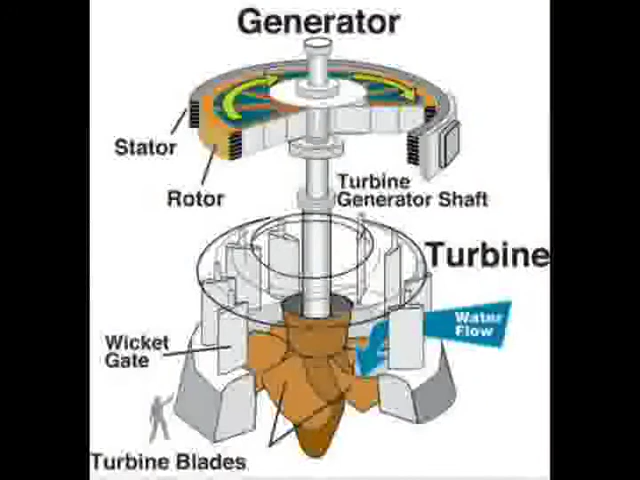 Generator
Stator
Rotor
Turbine
Generator Shaft
Turbine
Water
Flow
Wicket
Gate
Turbine Blades